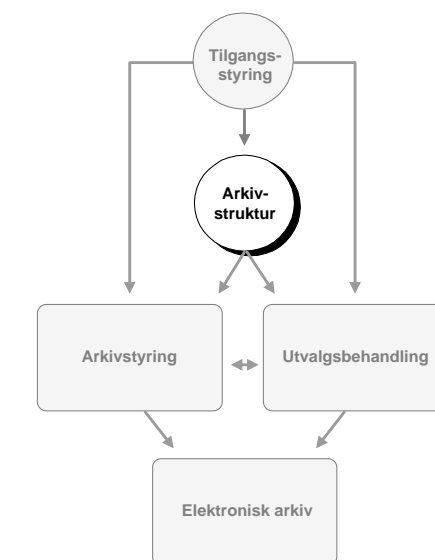 Tilgangs-
styring
Arkiv-
struktur
Arkivstyring
Utvalgsbehandling
Elektronisk arkiv